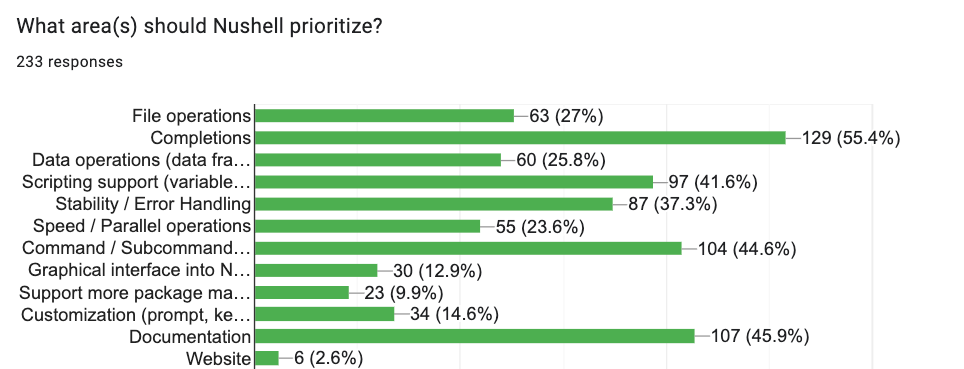 What area(s) should Nushell prioritize?
233 responses
File operations 63 (27%)
Completions 129 (55.4%)
Data operations (data fra… 60 (25.8%)
Scripting support (variable… 97 (41.6%)
Stability / Error Handling 87 (37.3%)
Speed / Parallel operations 55 (23.6%)
Command / Subcommand… 104 (44.6%)
Graphical interface into N… 30 (12.9%)
Support more package ma… 23 (9.9%)
Customization (prompt, ke… 34 (14.6%)
Documentation 107 (45.9%)
Website 6 (2.6%)